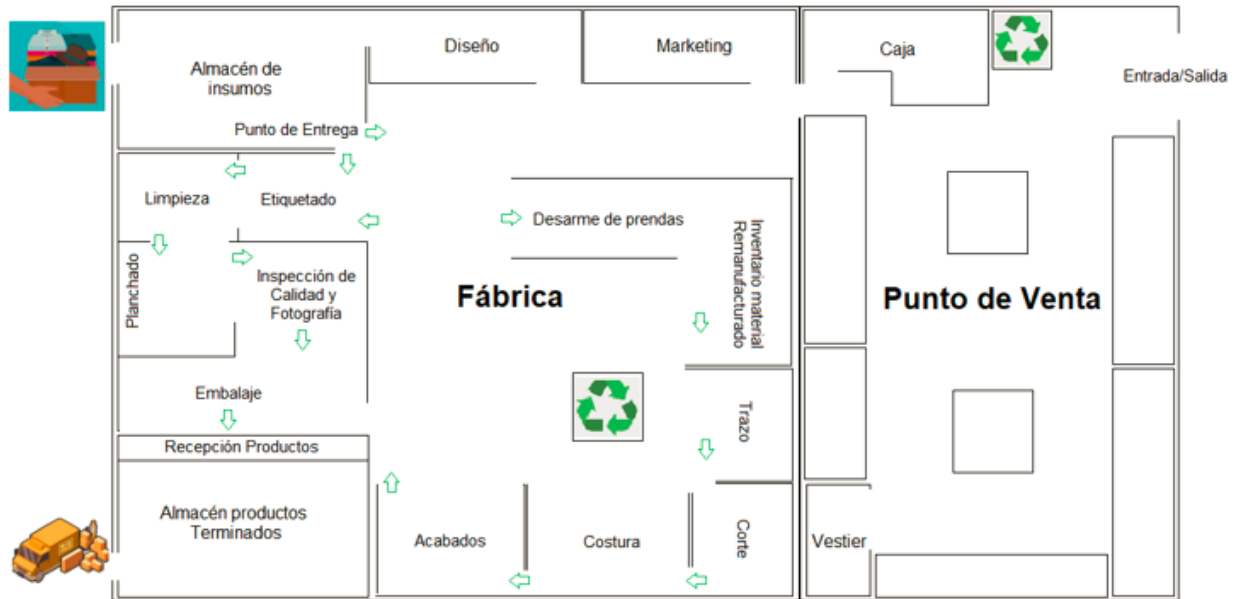 Diseño
Marketing
Caja
Almacén de
insumos
Entrada/Salida
Punto de Entrega
Limpieza
Etiquetado
Desarme de prendas
Inventario material
Remanufacturado
Planchado
Inspección de
Calidad y
Fotografía
Fábrica
Punto de Venta
Embalaje
Trazo
Recepción Productos
Almacén productos
Terminados
Acabados
Costura
Corte
Vestier